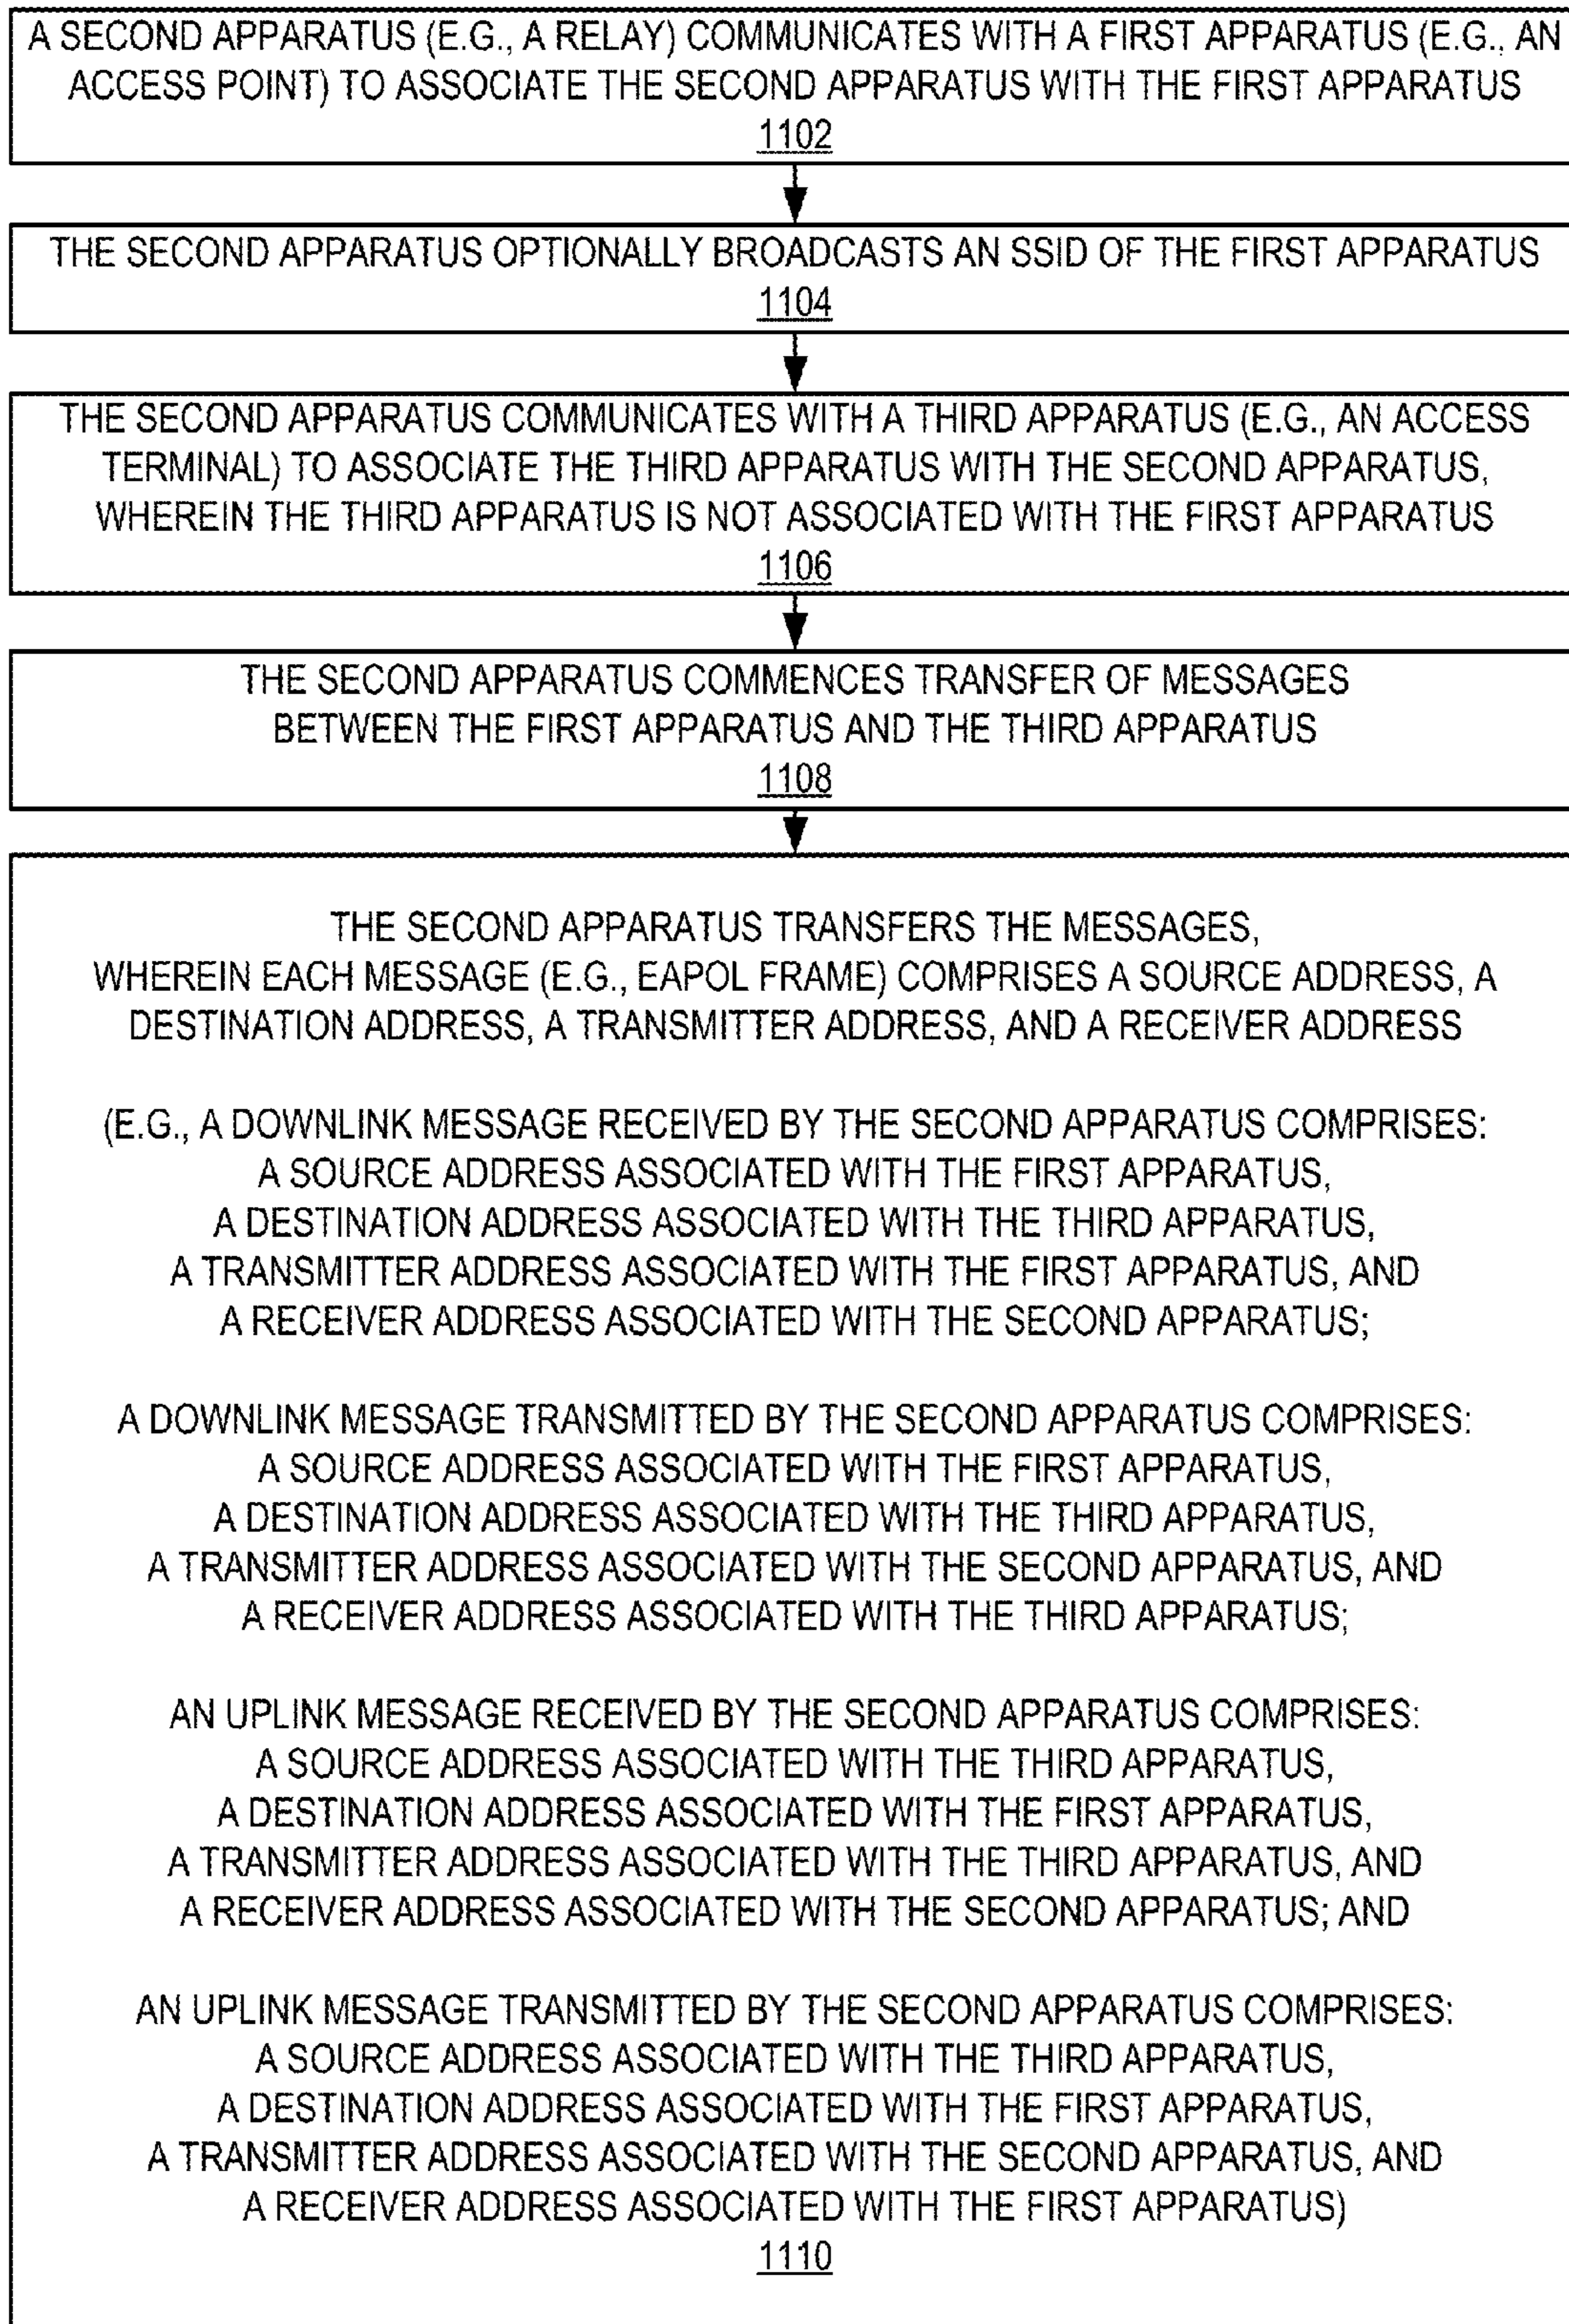 A SECOND APPARATUS (E.G., A RELAY) COMMUNICATES WITH A FIRST APPARATUS (E.G., AN
ACCESS POINT) TO ASSOCIATE THE SECOND APPARATUS WITH THE FIRST APPARATUS
1102
THE SECOND APPARATUS OPTIONALLY BROADCASTS AN SSID OF THE FIRST APPARATUS
1104
THE SECOND APPARATUS COMMUNICATES WITH A THIRD APPARATUS (E.G., AN ACCESS
TERMINAL) TO ASSOCIATE THE THIRD APPARATUS WITH THE SECOND APPARATUS,
WHEREIN THE THIRD APPARATUS IS NOT ASSOCIATED WITH THE FIRST APPARATUS
1106
THE SECOND APPARATUS COMMENCES TRANSFER OF MESSAGES
BETWEEN THE FIRST APPARATUS AND THE THIRD APPARATUS
1108
THE SECOND APPARATUS TRANSFERS THE MESSAGES,
WHEREIN EACH MESSAGE (E.G., EAPOL FRAME) COMPRISES A SOURCE ADDRESS, A
DESTINATION ADDRESS, A TRANSMITTER ADDRESS, AND A RECEIVER ADDRESS
(E.G., A DOWNLINK MESSAGE RECEIVED BY THE SECOND APPARATUS COMPRISES:
A SOURCE ADDRESS ASSOCIATED WITH THE FIRST APPARATUS,
A DESTINATION ADDRESS ASSOCIATED WITH THE THIRD APPARATUS,
A TRANSMITTER ADDRESS ASSOCIATED WITH THE FIRST APPARATUS, AND
A RECEIVER ADDRESS ASSOCIATED WITH THE SECOND APPARATUS;
A DOWNLINK MESSAGE TRANSMITTED BY THE SECOND APPARATUS COMPRISES:
A SOURCE ADDRESS ASSOCIATED WITH THE FIRST APPARATUS,
A DESTINATION ADDRESS ASSOCIATED WITH THE THIRD APPARATUS,
A TRANSMITTER ADDRESS ASSOCIATED WITH THE SECOND APPARATUS, AND
A RECEIVER ADDRESS ASSOCIATED WITH THE THIRD APPARATUS;
AN UPLINK MESSAGE RECEIVED BY THE SECOND APPARATUS COMPRISES:
A SOURCE ADDRESS ASSOCIATED WITH THE THIRD APPARATUS,
A DESTINATION ADDRESS ASSOCIATED WITH THE FIRST APPARATUS,
A TRANSMITTER ADDRESS ASSOCIATED WITH THE THIRD APPARATUS, AND
A RECEIVER ADDRESS ASSOCIATED WITH THE SECOND APPARATUS; AND
AN UPLINK MESSAGE TRANSMITTED BY THE SECOND APPARATUS COMPRISES:
A SOURCE ADDRESS ASSOCIATED WITH THE THIRD APPARATUS,
A DESTINATION ADDRESS ASSOCIATED WITH THE FIRST APPARATUS,
A TRANSMITTER ADDRESS ASSOCIATED WITH THE SECOND APPARATUS, AND
A RECEIVER ADDRESS ASSOCIATED WITH THE FIRST APPARATUS)
1110